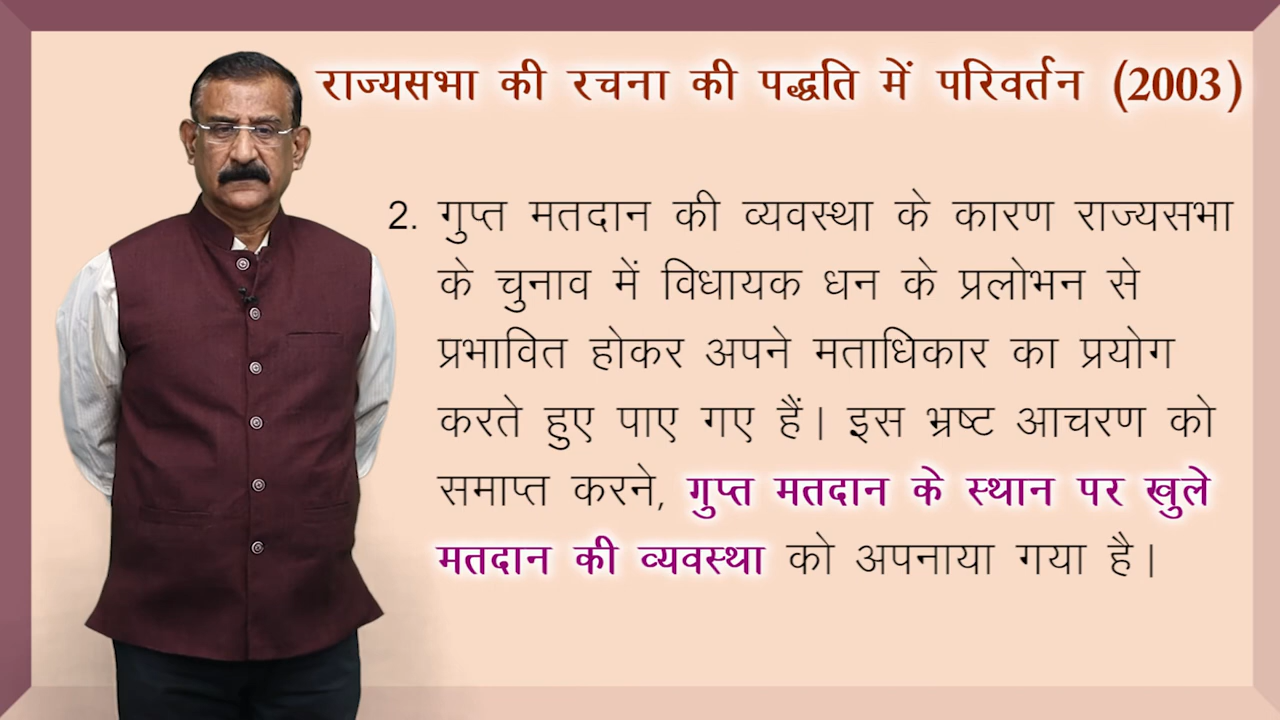 राज्यसभा की रचना की पद्धति में परिवर्तन (2003)
2. गुप्त मतदान की व्यवस्था के कारण राज्यसभा
के चुनाव में विधायक धन के प्रलोभन से
प्रभावित होकर अपने मताधिकार का प्रयोग
करते हुए पाए गए हैं। इस भ्रष्ट आचरण को
समाप्त करने, गुप्त मतदान के स्थान पर खुले
मतदान की व्यवस्था को अपनाया गया है।